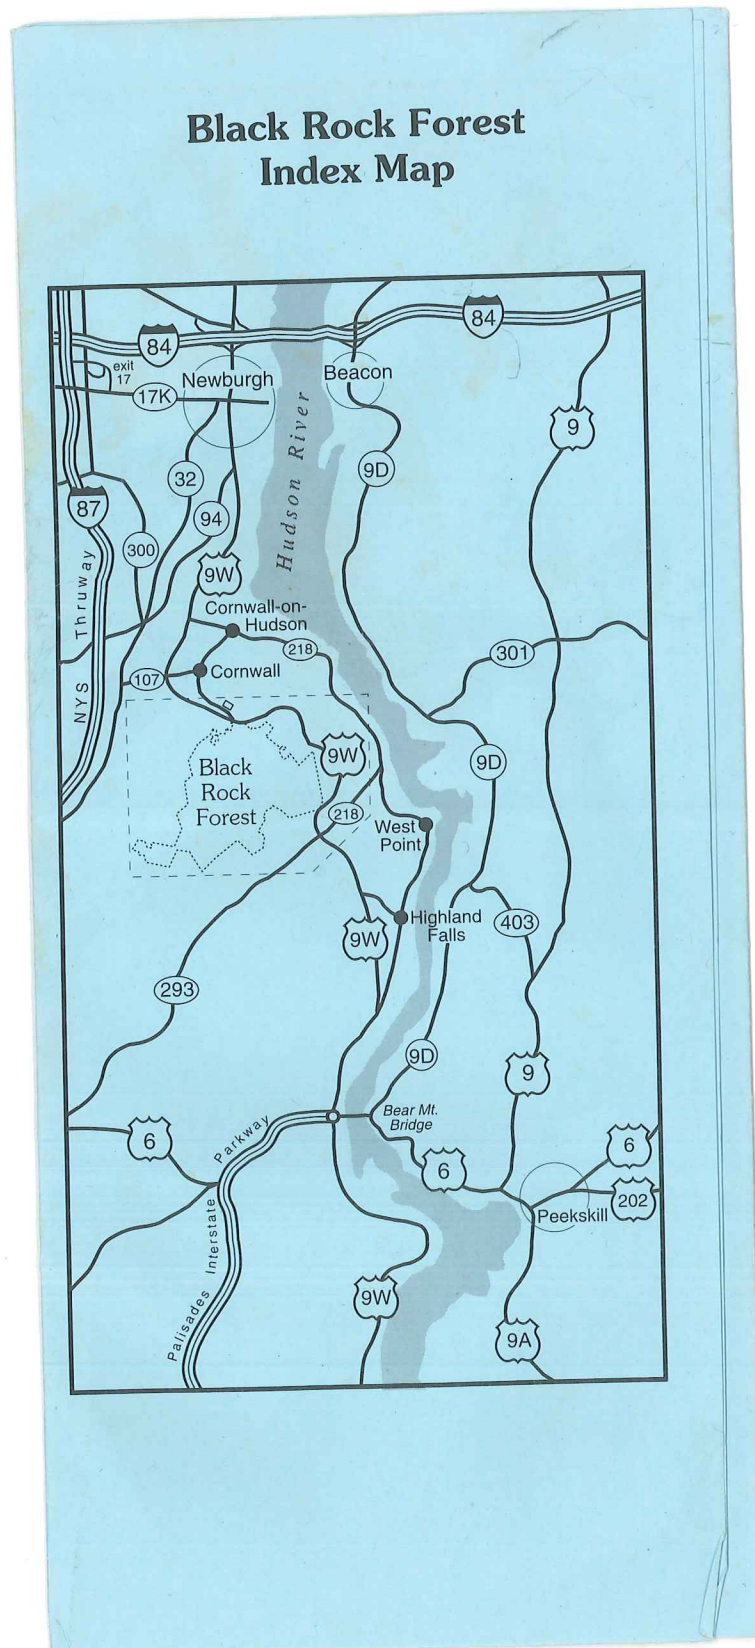 Black Rock Forest
Index Map
84
84
exit
17
Newburgh
Beacon
17K
9
Hudson River
9D
32
87
94
300
9W
NYS Thruway
Cornwall-on-
Hudson
218
301
107
Cornwall
9W
9D
Black
Rock
Forest
218
West
Point
Highland
Falls
403
9W
293
9D
9
Bear Mt.
Bridge
6
6
6
202
Peekskill
Palisades Interstate Parkway
9W
9A